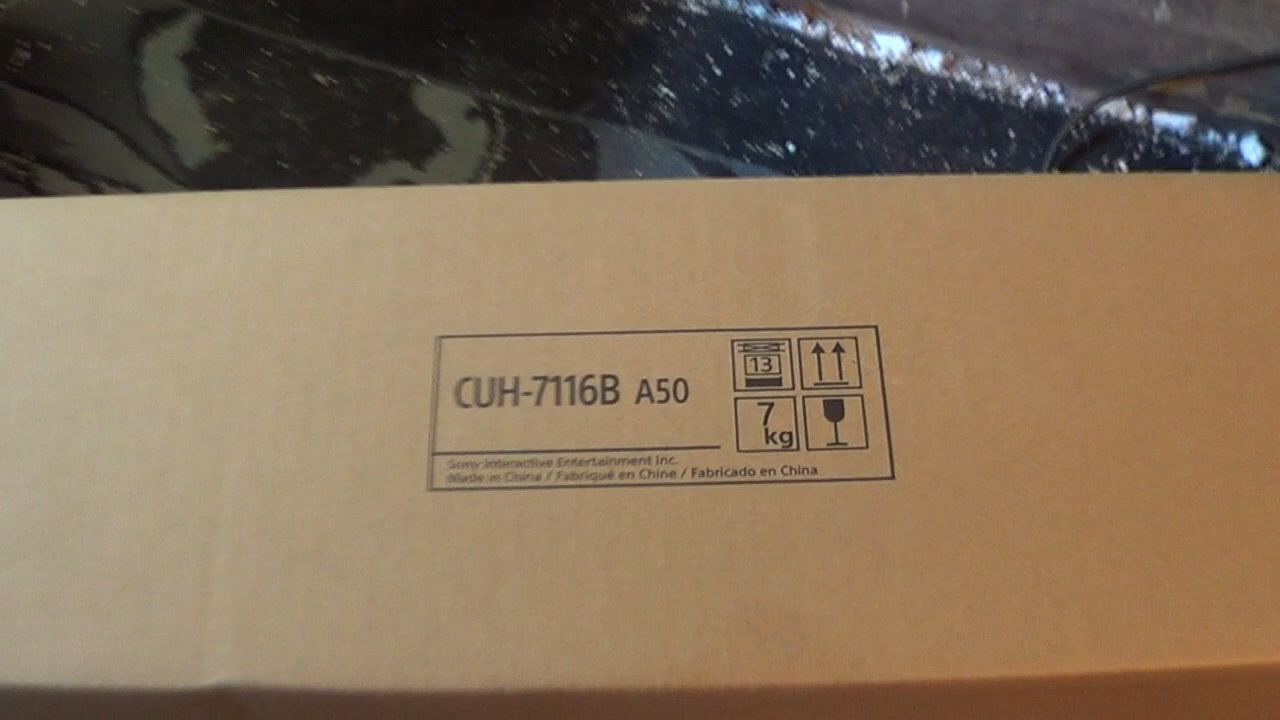 CUH-7116B A50
13
7
kg
Sony Interactive Entertainment Inc.
Made in China / Fabriqué en Chine / Fabricado en China